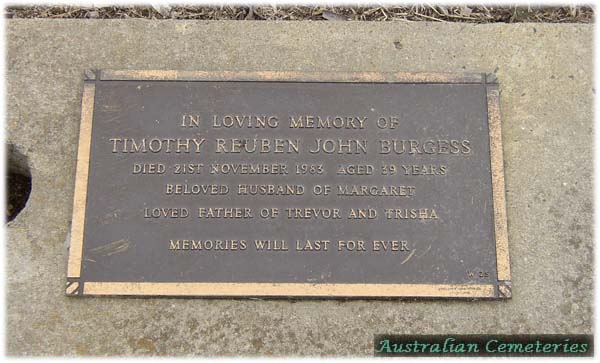 IN LOVING MEMORY OF
TIMOTHY REUBEN JOHN BURGESS
DIED 21ST NOVEMBER 1983 AGED 39 YEARS
BELOVED HUSBAND OF MARGARET
LOVED FATHER OF TREVOR AND TRISHA
MEMORIES WILL LAST FOR EVER
Australian Cemeteries